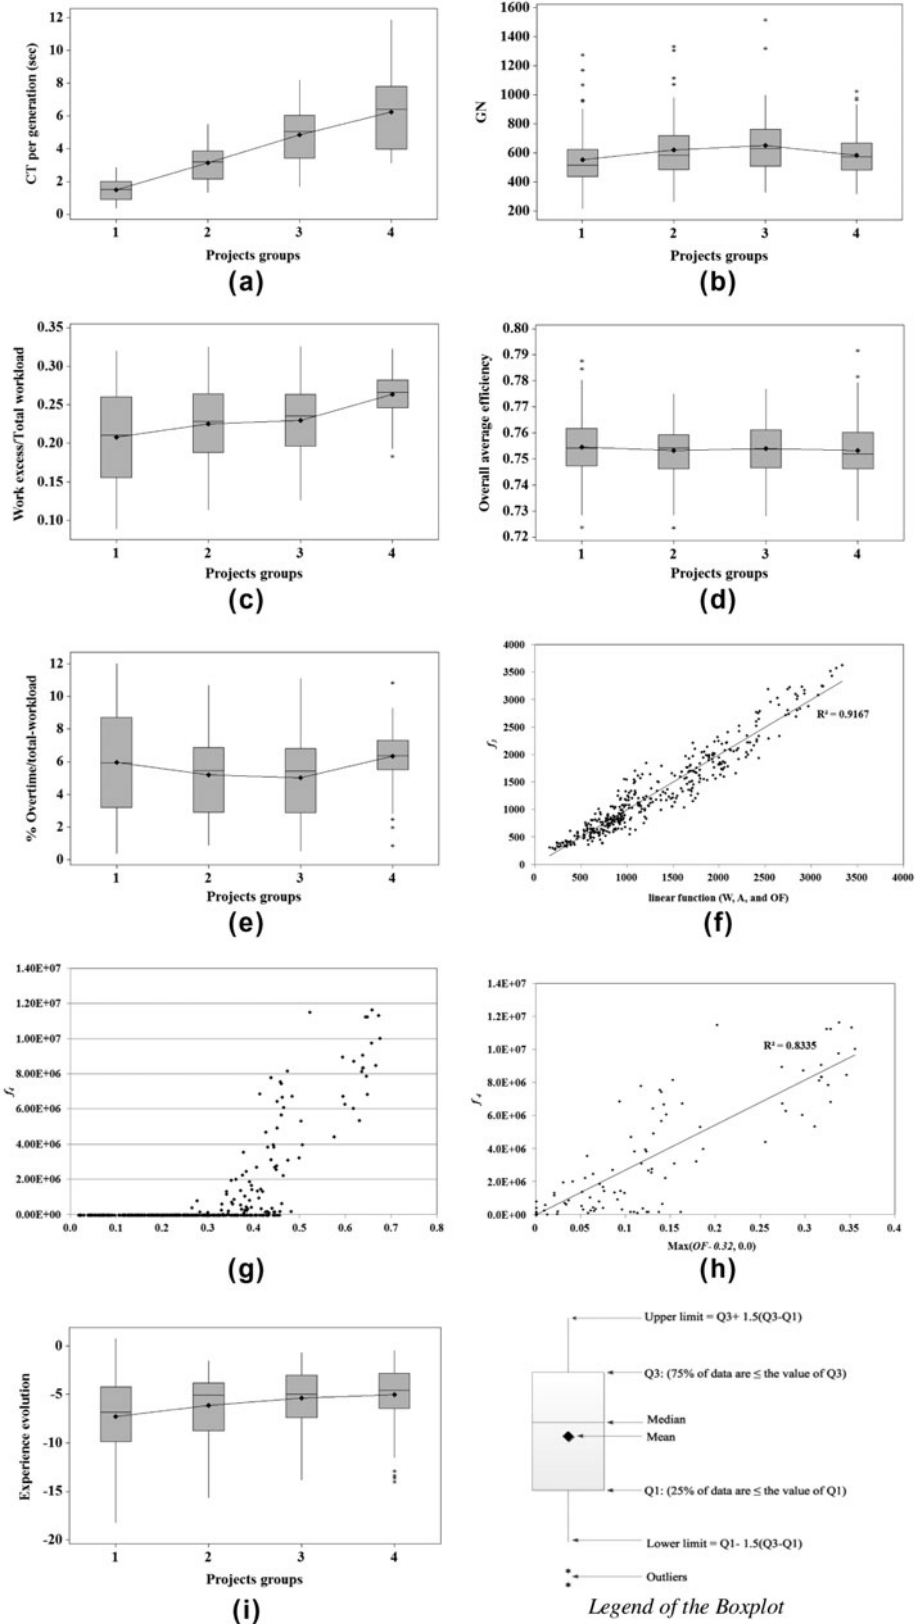 CT per generation (sec)
12
10
8
6
4
2
0
1 2 3 4
Projects groups
(a)
GN
1600
1400
1200
1000
800
600
400
200
1 2 3 4
Projects groups
(b)
Work excess/Total workload
0.35
0.30
0.25
0.20
0.15
0.10
1 2 3 4
Projects groups
(c)
Overall average efficiency
0.80
0.79
0.78
0.77
0.76
0.75
0.74
0.73
0.72
1 2 3 4
Projects groups
(d)
% Overtime/total-workload
12
10
8
6
4
2
0
1 2 3 4
Projects groups
(e)
4000
3500
3000
2500
2000
1500
1000
500
0
R² = 0.9167
0 500 1000 1500 2000 2500 3000 3500 4000
linear function (W, A, and OF)
(f)
f4
1.40E+07
1.20E+07
1.00E+07
8.00E+06
6.00E+06
4.00E+06
2.00E+06
0.00E+00
0.0 0.1 0.2 0.3 0.4 0.5 0.6 0.7 0.8
(g)
f4
1.4E+07
1.2E+07
1.0E+07
8.0E+06
6.0E+06
4.0E+06
2.0E+06
0.0E+00
R² = 0.8335
0 0.05 0.1 0.15 0.2 0.25 0.3 0.35 0.4
Max(OF- 0.32, 0.0)
(h)
Experience evolution
0
-5
-10
-15
-20
1 2 3 4
Projects groups
(i)
Upper limit = Q3+ 1.5(Q3-Q1)
Q3: (75% of data are ≤ the value of Q3)
Median
Mean
Q1: (25% of data are ≤ the value of Q1)
Lower limit = Q1- 1.5(Q3-Q1)
Outliers
Legend of the Boxplot